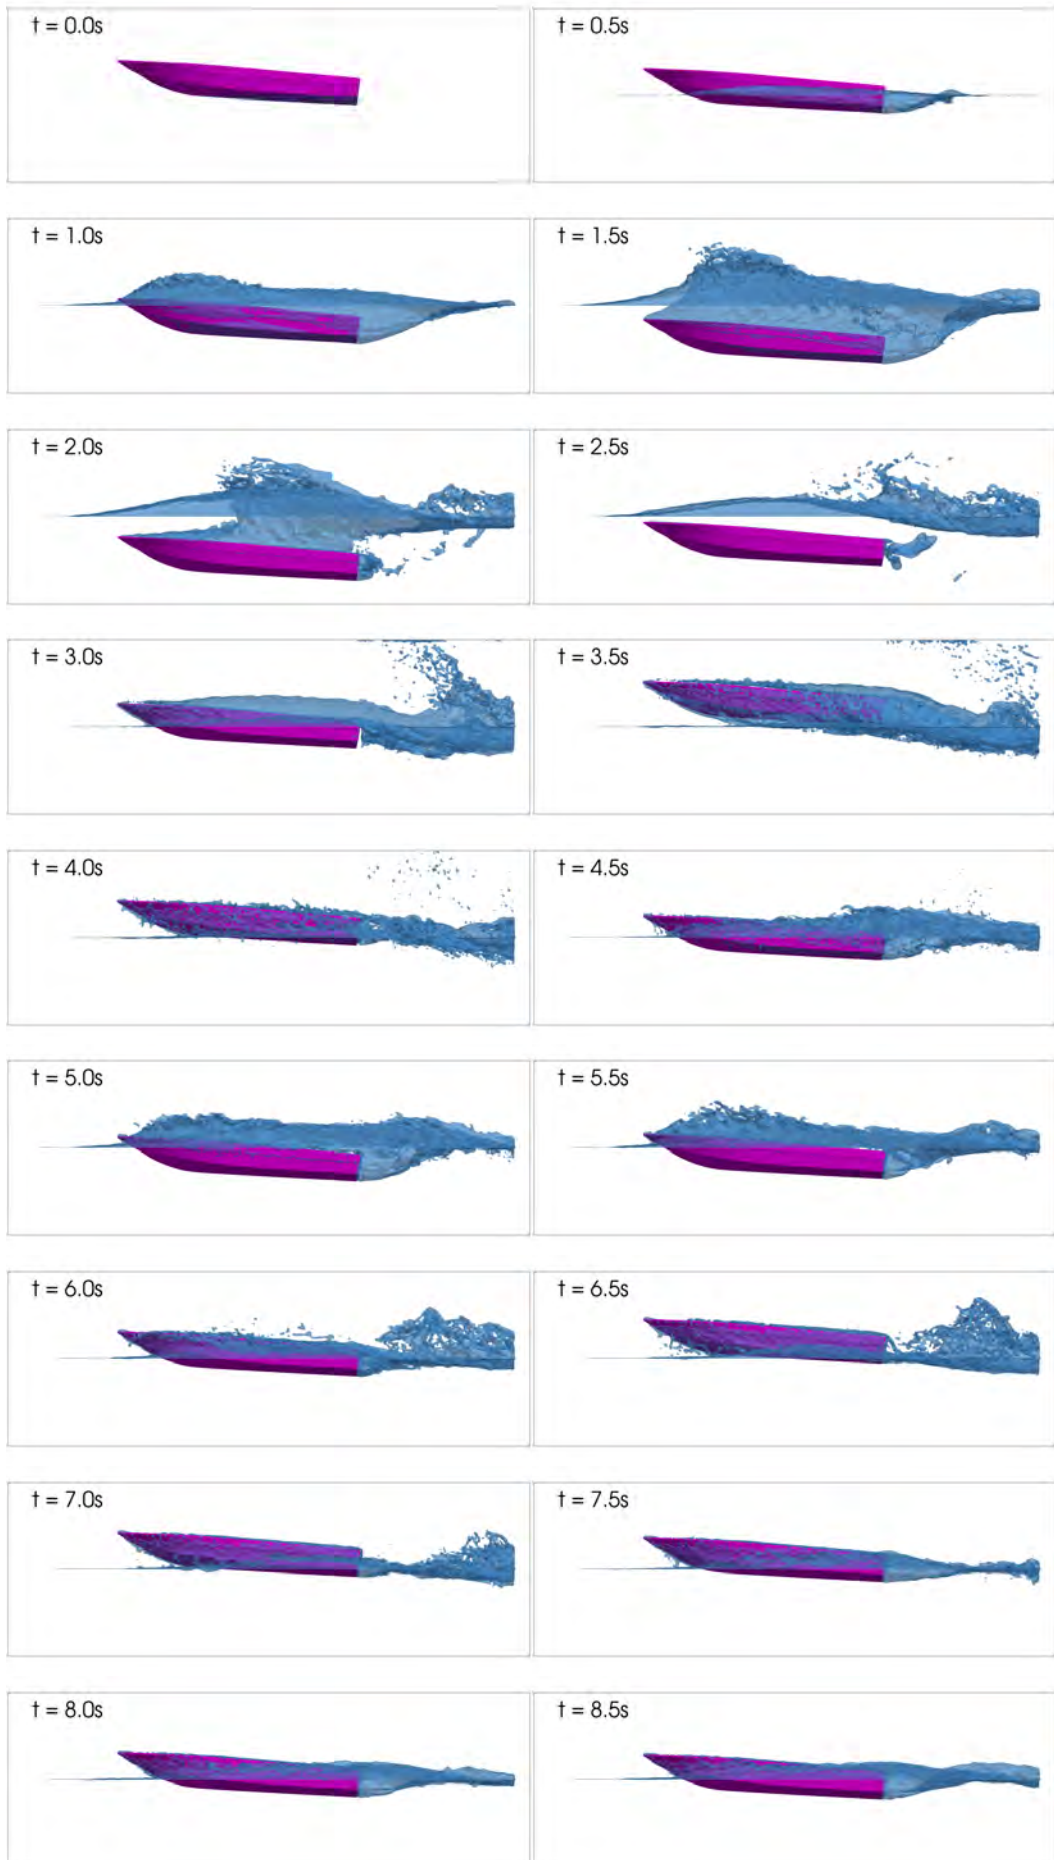 t = 0.0s
t = 0.5s
t = 1.0s
t = 1.5s
t = 2.0s
t = 2.5s
t = 3.0s
t = 3.5s
t = 4.0s
t = 4.5s
t = 5.0s
t = 5.5s
t = 6.0s
t = 6.5s
t = 7.0s
t = 7.5s
t = 8.0s
t = 8.5s